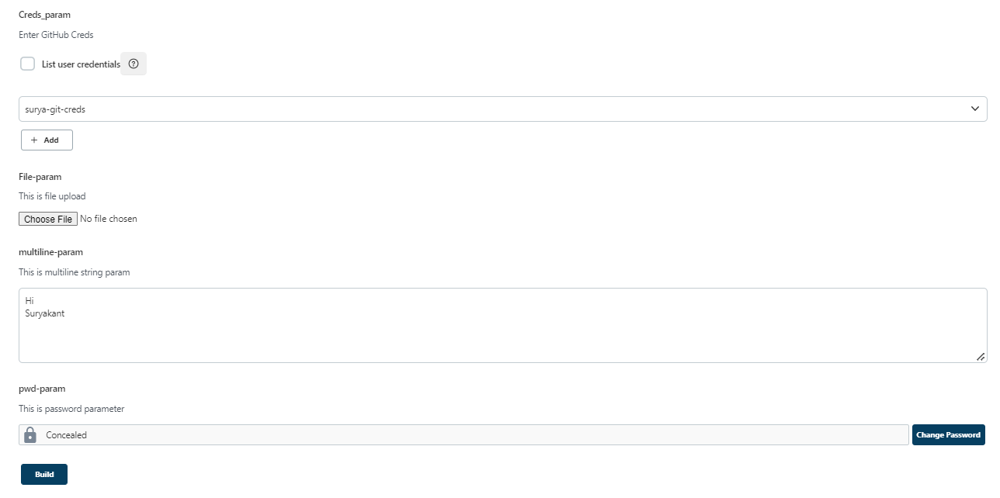 Creds_param
Enter GitHub Creds
List user credentials
surya-git-creds
+ Add
File-param
This is file upload
Choose File No file chosen
multiline-param
This is multiline string param
Hi
Suryakant
pwd-param
This is password parameter
Concealed Change Password
Build